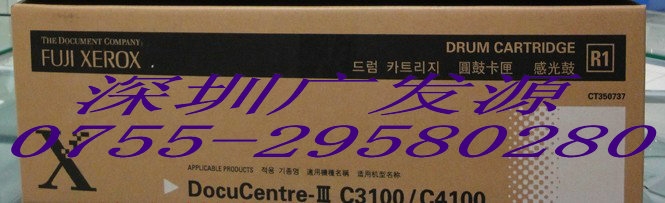 THE DOCUMENT COMPANY
FUJI XEROX
DRUM CARTRIDGE
드럼 카트리지 圓鼓卡匣 感光鼓
R1
CT350737
深圳广发源
0755-29580280
X
APPLICABLE PRODUCTS 적용 기종명 適用機種名稱 适用机型名称
DocuCentre-III C3100/C4100